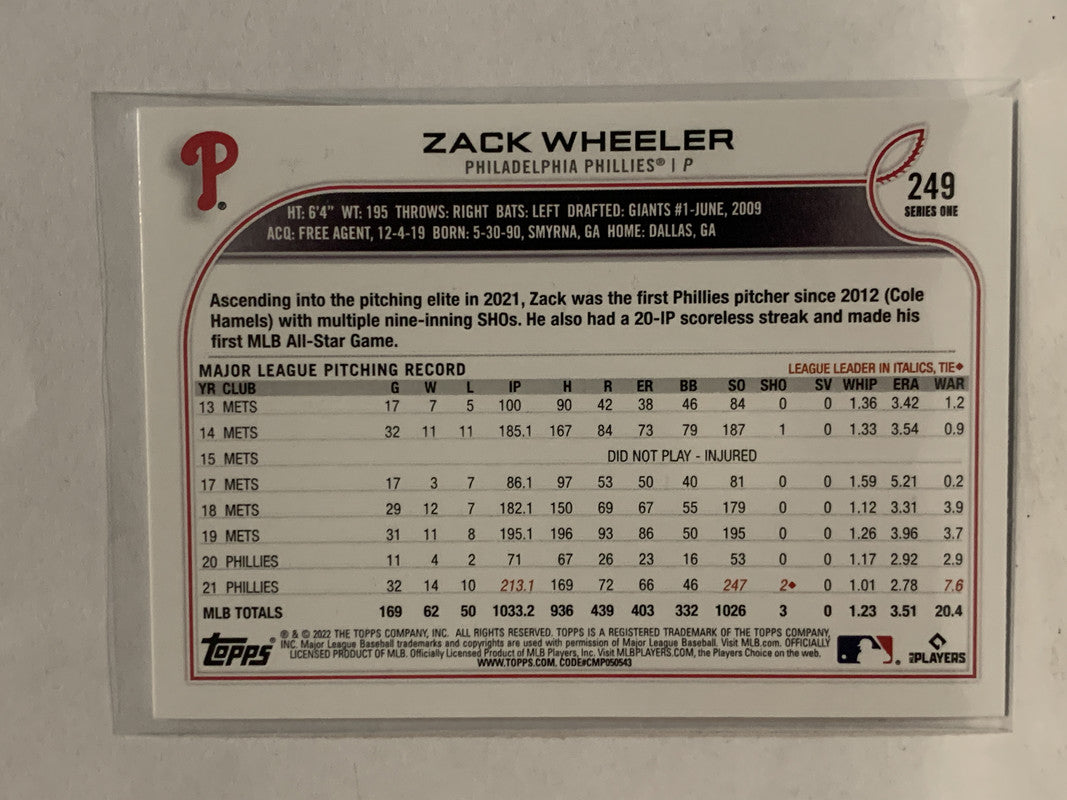 P®
ZACK WHEELER
PHILADELPHIA PHILLIES® | P
249
SERIES ONE
HT: 6'4" WT: 195 THROWS: RIGHT BATS: LEFT DRAFTED: GIANTS #1-JUNE, 2009
ACQ: FREE AGENT, 12-4-19 BORN: 5-30-90, SMYRNA, GA HOME: DALLAS, GA
Ascending into the pitching elite in 2021, Zack was the first Phillies pitcher since 2012 (Cole
Hamels) with multiple nine-inning SHOs. He also had a 20-IP scoreless streak and made his
first MLB All-Star Game.
MAJOR LEAGUE PITCHING RECORD LEAGUE LEADER IN ITALICS, TIE◆
YR CLUB G W L IP H R ER BB SO SHO SV WHIP ERA WAR
13 METS 17 7 5 100 90 42 38 46 84 0 0 1.36 3.42 1.2
14 METS 32 11 11 185.1 167 84 73 79 187 1 0 1.33 3.54 0.9
15 METS DID NOT PLAY - INJURED
17 METS 17 3 7 86.1 97 53 50 40 81 0 0 1.59 5.21 0.2
18 METS 29 12 7 182.1 150 69 67 55 179 0 0 1.12 3.31 3.9
19 METS 31 11 8 195.1 196 93 86 50 195 0 0 1.26 3.96 3.7
20 PHILLIES 11 4 2 71 67 26 23 16 53 0 0 1.17 2.92 2.9
21 PHILLIES 32 14 10 213.1 169 72 66 46 247 2◆ 0 1.01 2.78 7.6
MLB TOTALS 169 62 50 1033.2 936 439 403 332 1026 3 0 1.23 3.51 20.4
TOPPS®
® & © 2022 THE TOPPS COMPANY, INC. ALL RIGHTS RESERVED. TOPPS IS A REGISTERED TRADEMARK OF THE TOPPS COMPANY,
INC. Major League Baseball trademarks and copyrights are used with permission of Major League Baseball. Visit MLB.com. OFFICIALLY
LICENSED PRODUCT OF MLB. Officially Licensed Product of MLB Players, Inc. Visit MLBPLAYERS.COM, the Players Choice on the web.
WWW.TOPPS.COM. CODE#CMP050543
MLB PLAYERS